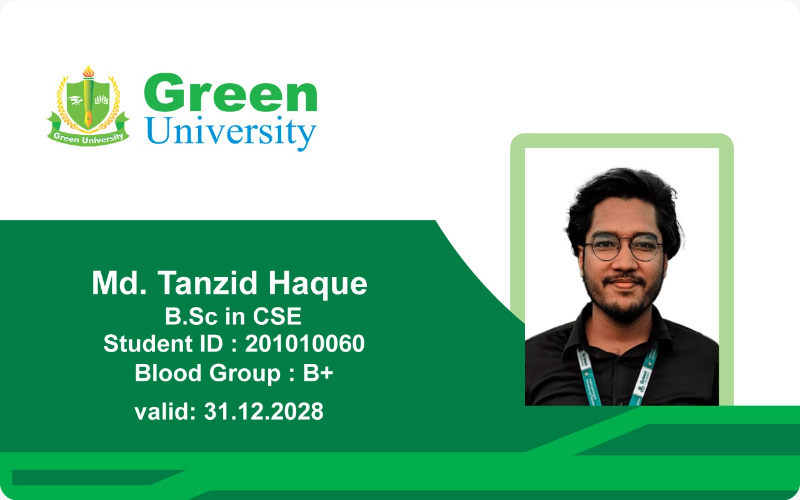 Green University
Green
University
Md. Tanzid Haque
B.Sc in CSE
Student ID : 201010060
Blood Group : B+
valid: 31.12.2028
Green